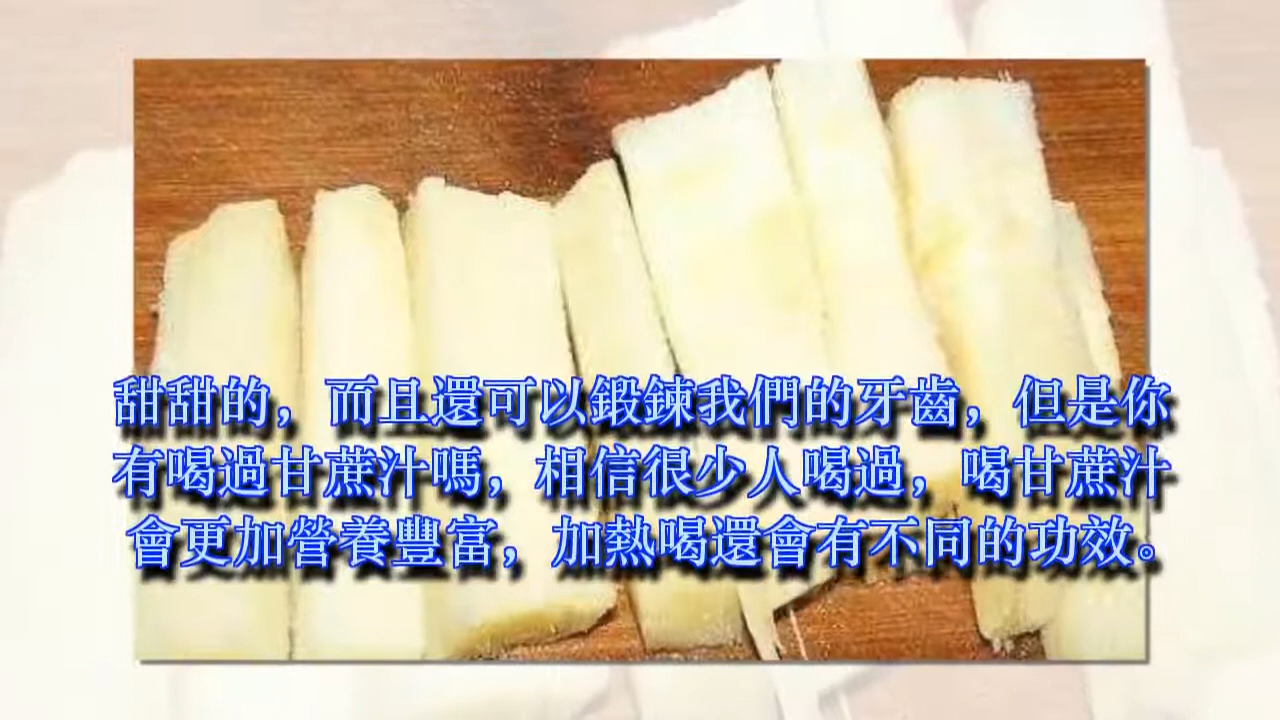 甜甜的，而且還可以鍛鍊我們的牙齒，但是你
有喝過甘蔗汁嗎，相信很少人喝過，喝甘蔗汁
會更加營養豐富，加熱喝還會有不同的功效。